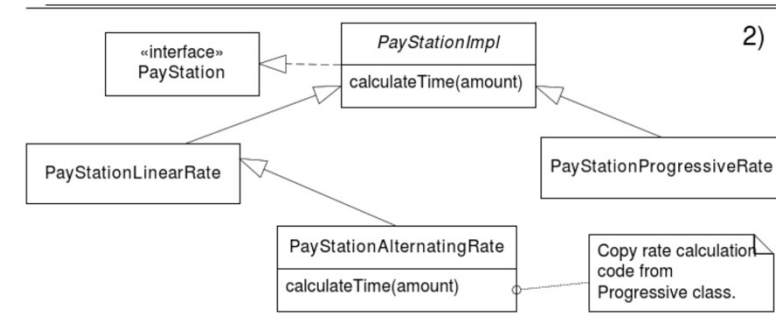 2)
«interface»
PayStation
PayStationImpl
calculateTime(amount)
PayStationLinearRate
PayStationProgressiveRate
PayStationAlternatingRate
calculateTime(amount)
Copy rate calculation
code from
Progressive class.